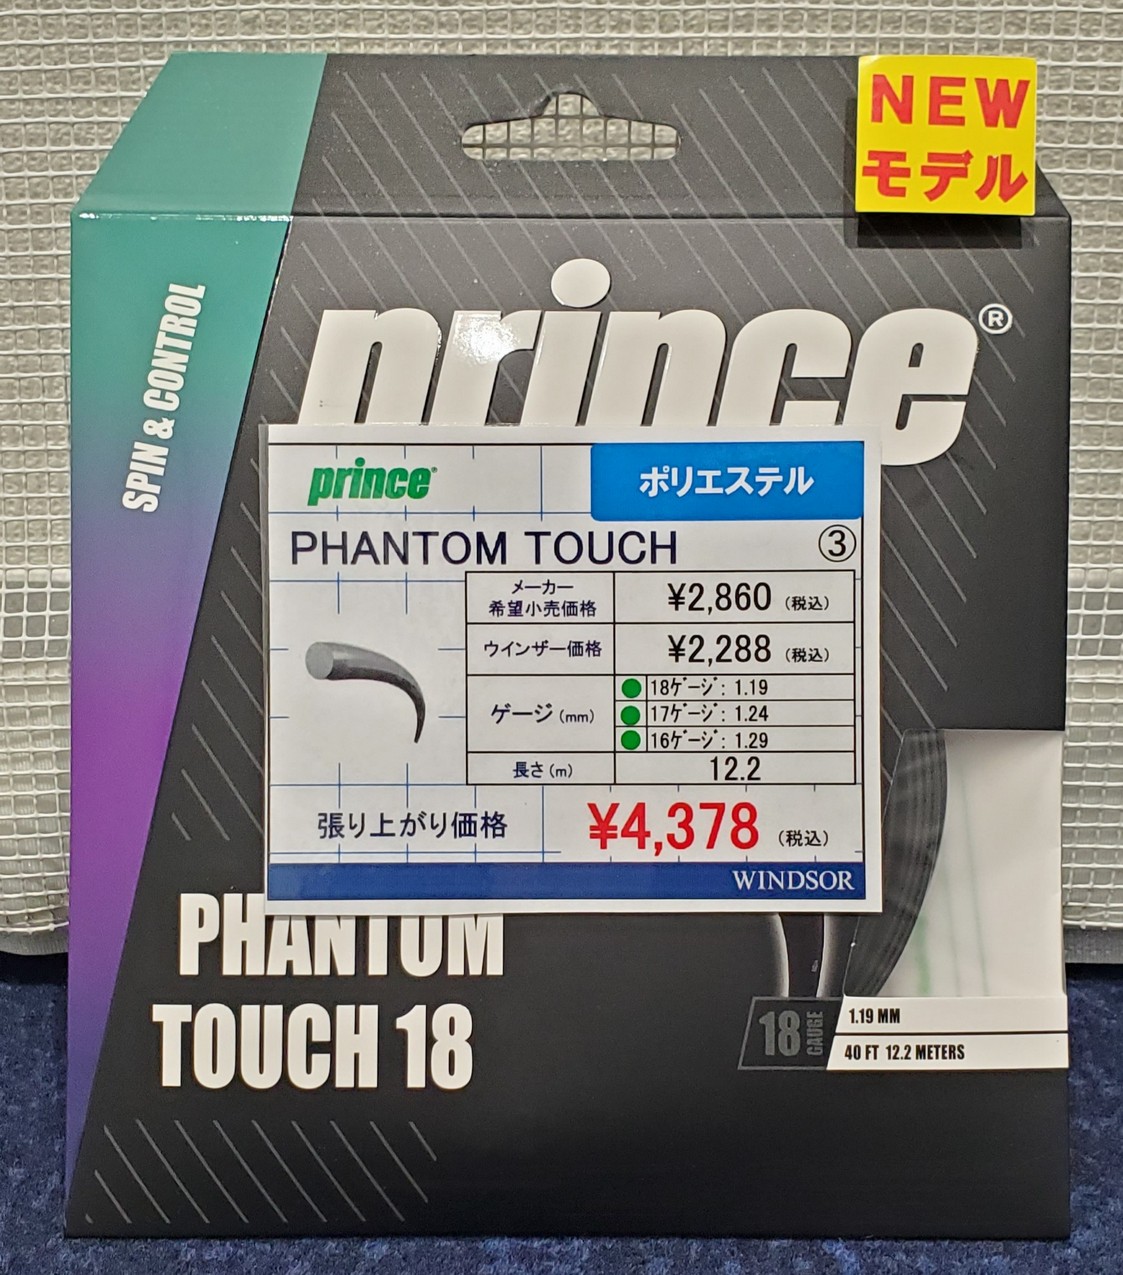 NEW
モデル
SPIN & CONTROL
prince®
prince®
ポリエステル
PHANTOM TOUCH ③
メーカー
希望小売価格
¥2,860 (税込)
ウインザー価格
¥2,288 (税込)
ゲージ(mm)
18ゲージ: 1.19
17ゲージ: 1.24
16ゲージ: 1.29
長さ(m)
12.2
張り上がり価格
¥4,378 (税込)
WINDSOR
PHANTOM
TOUCH 18
18 GAUGE
1.19 MM
40 FT 12.2 METERS